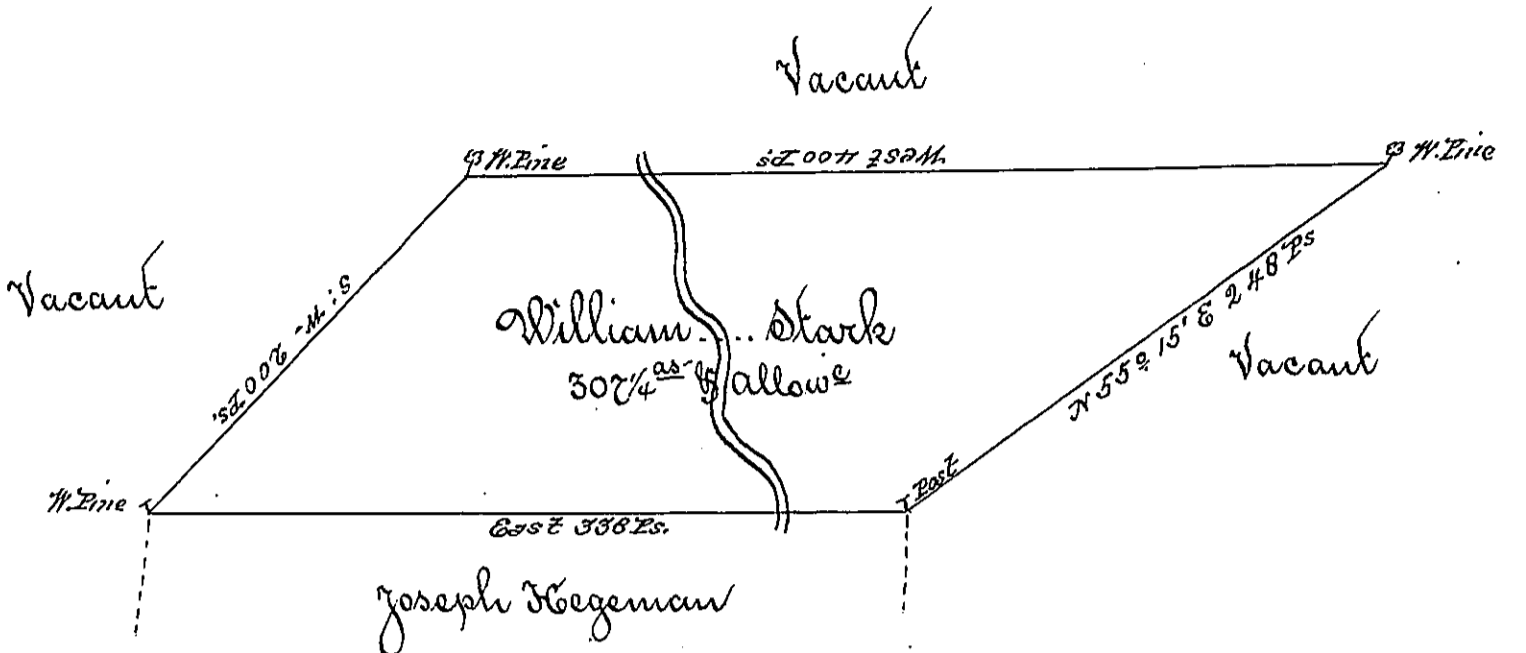 Vacant
W. Pine
West 400 Ps.
W. Pine
Vacant
S: W- 200 Ps.
William .... Stark
307¼ as & allowe
N 55° 15' E 248 Ps
Vacant
W. Pine
Post
East 338 Ps.
Joseph Hegeman